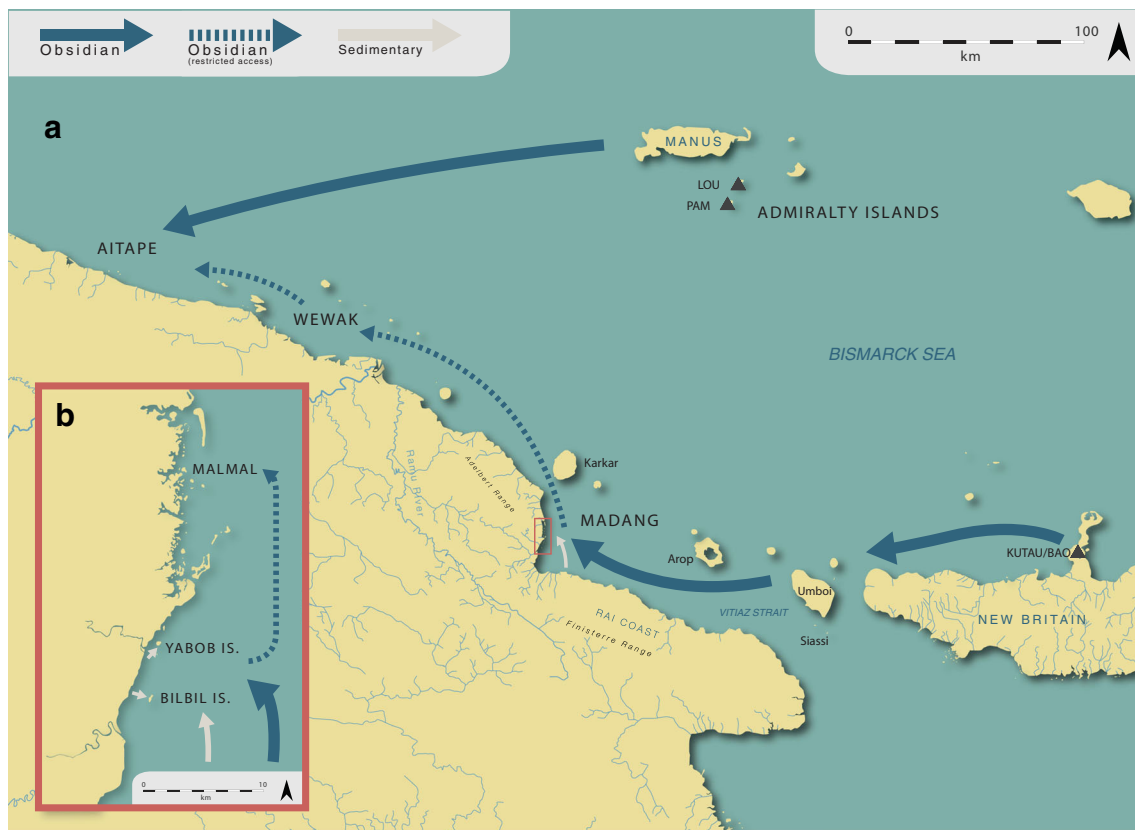 Obsidian
Obsidian
(restricted access)
Sedimentary
0 100
km
a
MANUS
LOU
PAM
ADMIRALTY ISLANDS
AITAPE
WEWAK
BISMARCK SEA
Ramu River
Adelbert Range
Karkar
MADANG
Arop
KUTAU/BAO
Umboi
VITIAZ STRAIT
RAI COAST
Finisterre Range
Siassi
NEW BRITAIN
b
MALMAL
YABOB IS.
BILBIL IS.
0 10
km